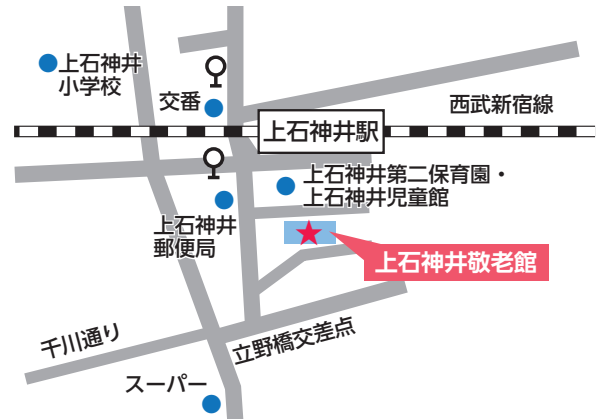 上石神井
小学校
交番
西武新宿線
上石神井駅
上石神井第二保育園・
上石神井児童館
上石神井
郵便局
上石神井敬老館
千川通り
立野橋交差点
スーパー